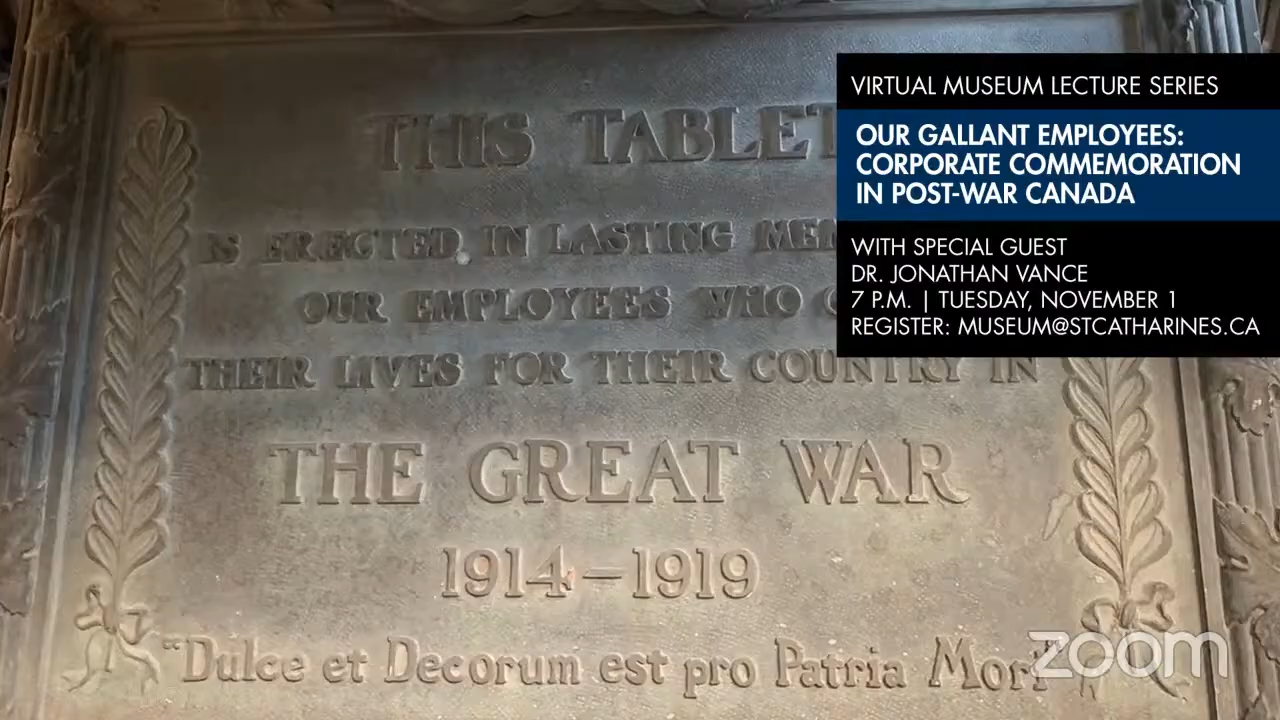 THIS TABLET
IS ERECTED IN LASTING
OUR EMPLOYEES WHO
THEIR LIVES FOR THEIR COUNTRY IN
THE GREAT WAR
1914–1919
"Dulce et Decorum est pro Patria Mori"
VIRTUAL MUSEUM LECTURE SERIES
OUR GALLANT EMPLOYEES:
CORPORATE COMMEMORATION
IN POST-WAR CANADA
WITH SPECIAL GUEST
DR. JONATHAN VANCE
7 P.M. | TUESDAY, NOVEMBER 1
REGISTER: MUSEUM@STCATHARINES.CA
zoom